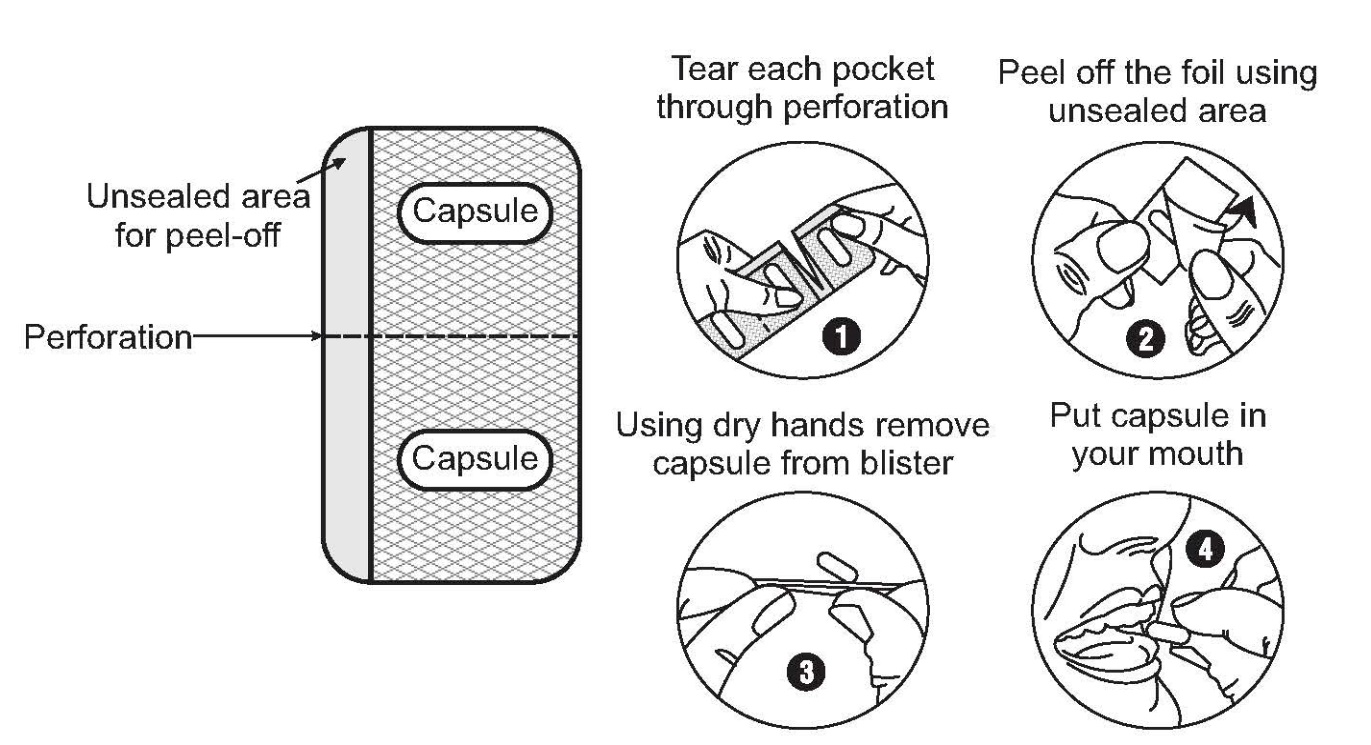 Unsealed area
for peel-off
Perforation
Capsule
Capsule
Tear each pocket
through perforation
1
Peel off the foil using
unsealed area
2
Using dry hands remove
capsule from blister
3
Put capsule in
your mouth
4